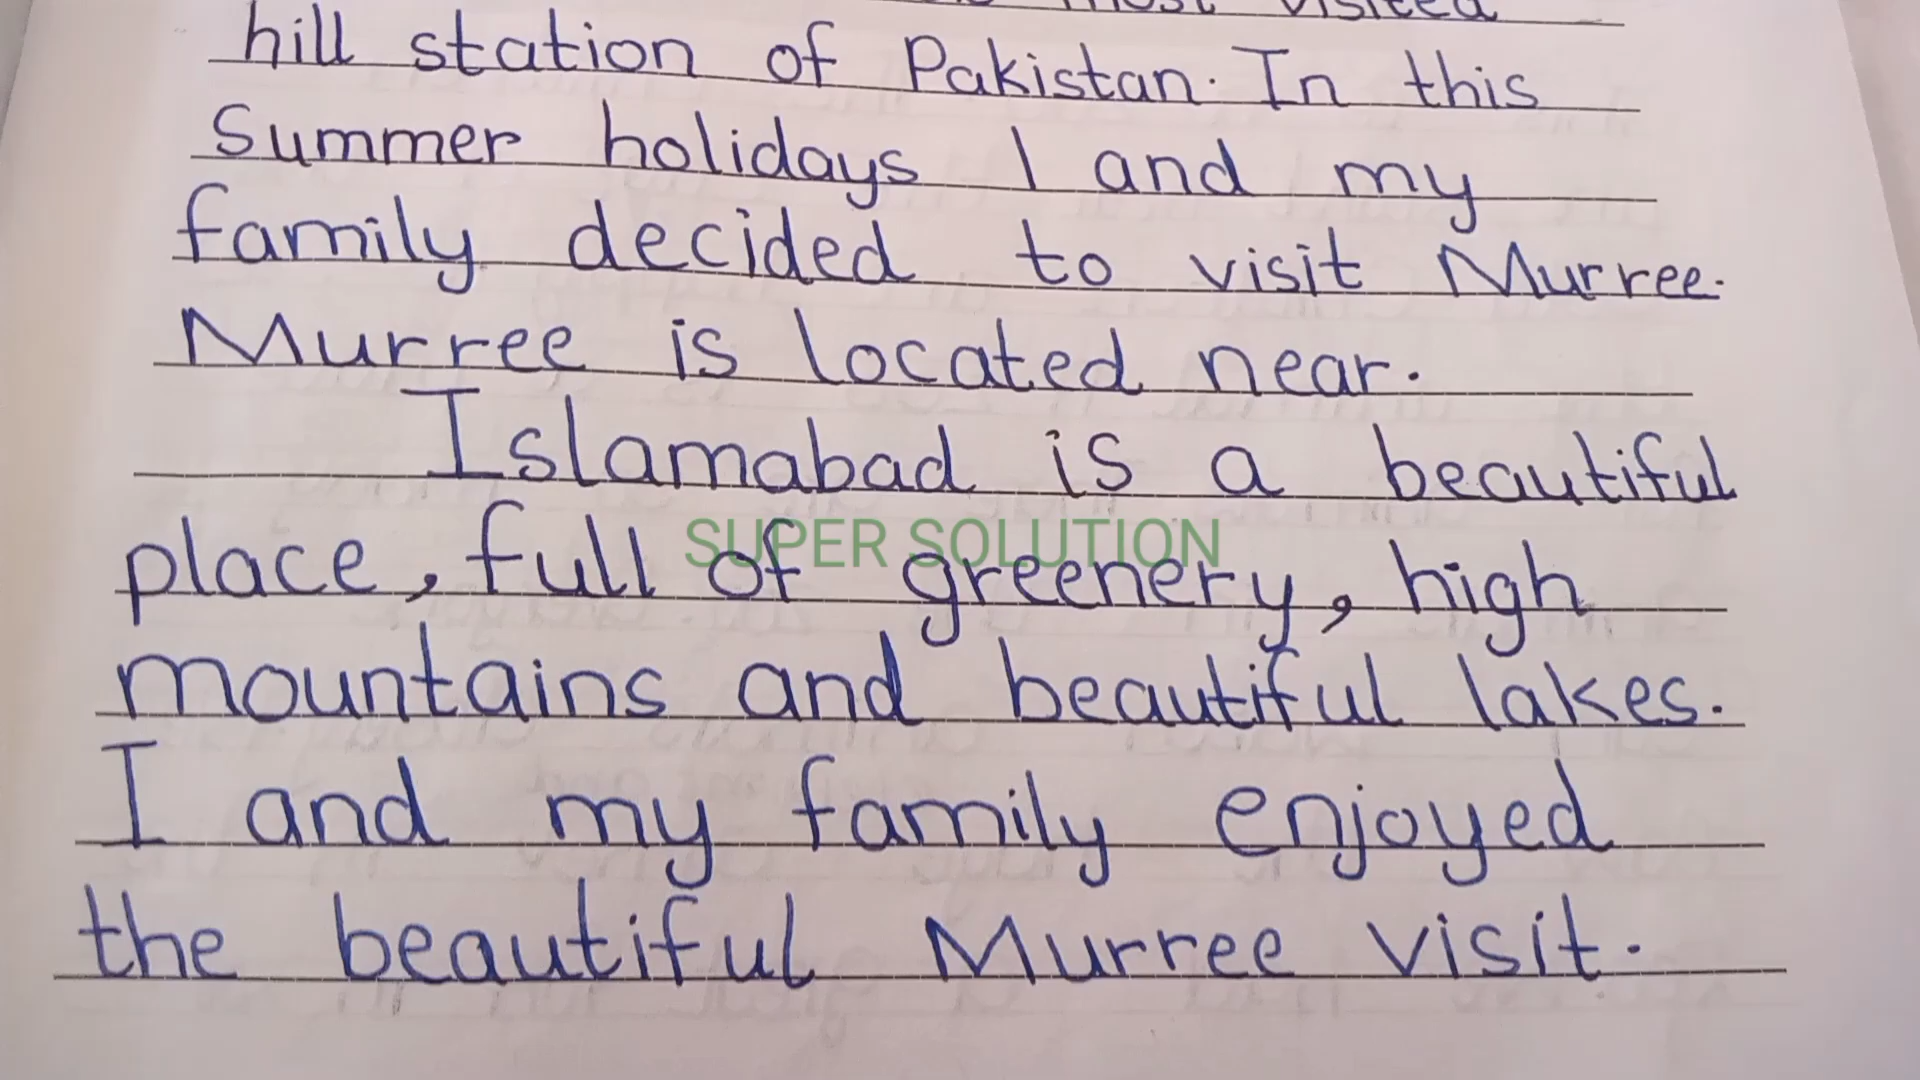 most visited
hill station of Pakistan. In this
Summer holidays I and my
family decided to visit Murree.
Murree is located near.
Islamabad is a beautiful
SUPER SOLUTION
place, full of greenery, high
mountains and beautiful lakes.
I and my family enjoyed
the beautiful Murree visit.